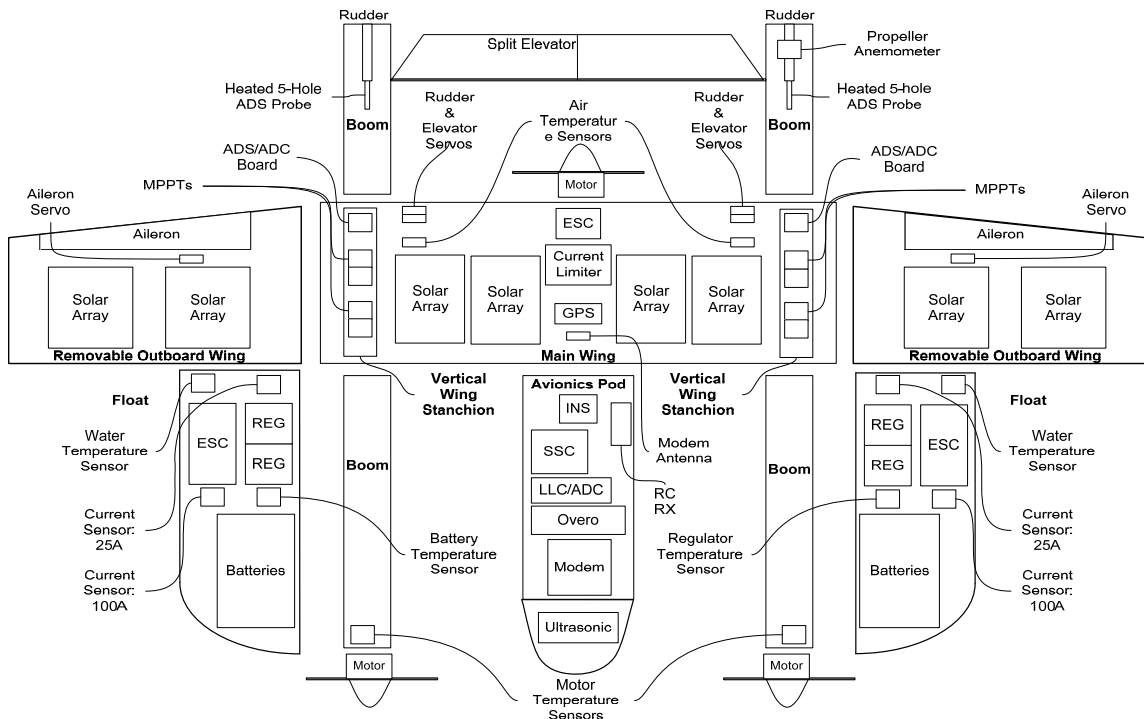 Rudder
Rudder
Split Elevator
Propeller
Anemometer
Heated 5-Hole
ADS Probe
Heated 5-hole
ADS Probe
Boom
Boom
Rudder
&
Elevator
Servos
Air
Temperatur
e Sensors
Rudder
&
Elevator
Servos
ADS/ADC
Board
ADS/ADC
Board
MPPTs
MPPTs
Motor
Aileron
Servo
Aileron
Servo
Aileron
Aileron
ESC
Current
Limiter
GPS
Solar
Array
Solar
Array
Solar
Array
Solar
Array
Solar
Array
Solar
Array
Solar
Array
Solar
Array
Removable Outboard Wing
Main Wing
Removable Outboard Wing
Vertical
Wing
Stanchion
Avionics Pod
Vertical
Wing
Stanchion
Float
Float
INS
SSC
LLC/ADC
Overo
Modem
Ultrasonic
Modem
Antenna
RC
RX
Water
Temperature
Sensor
ESC
REG
REG
Boom
Boom
REG
REG
ESC
Water
Temperature
Sensor
Current
Sensor:
25A
Current
Sensor:
100A
Batteries
Battery
Temperature
Sensor
Regulator
Temperature
Sensor
Batteries
Current
Sensor:
25A
Current
Sensor:
100A
Motor
Motor
Motor
Temperature
Sensors